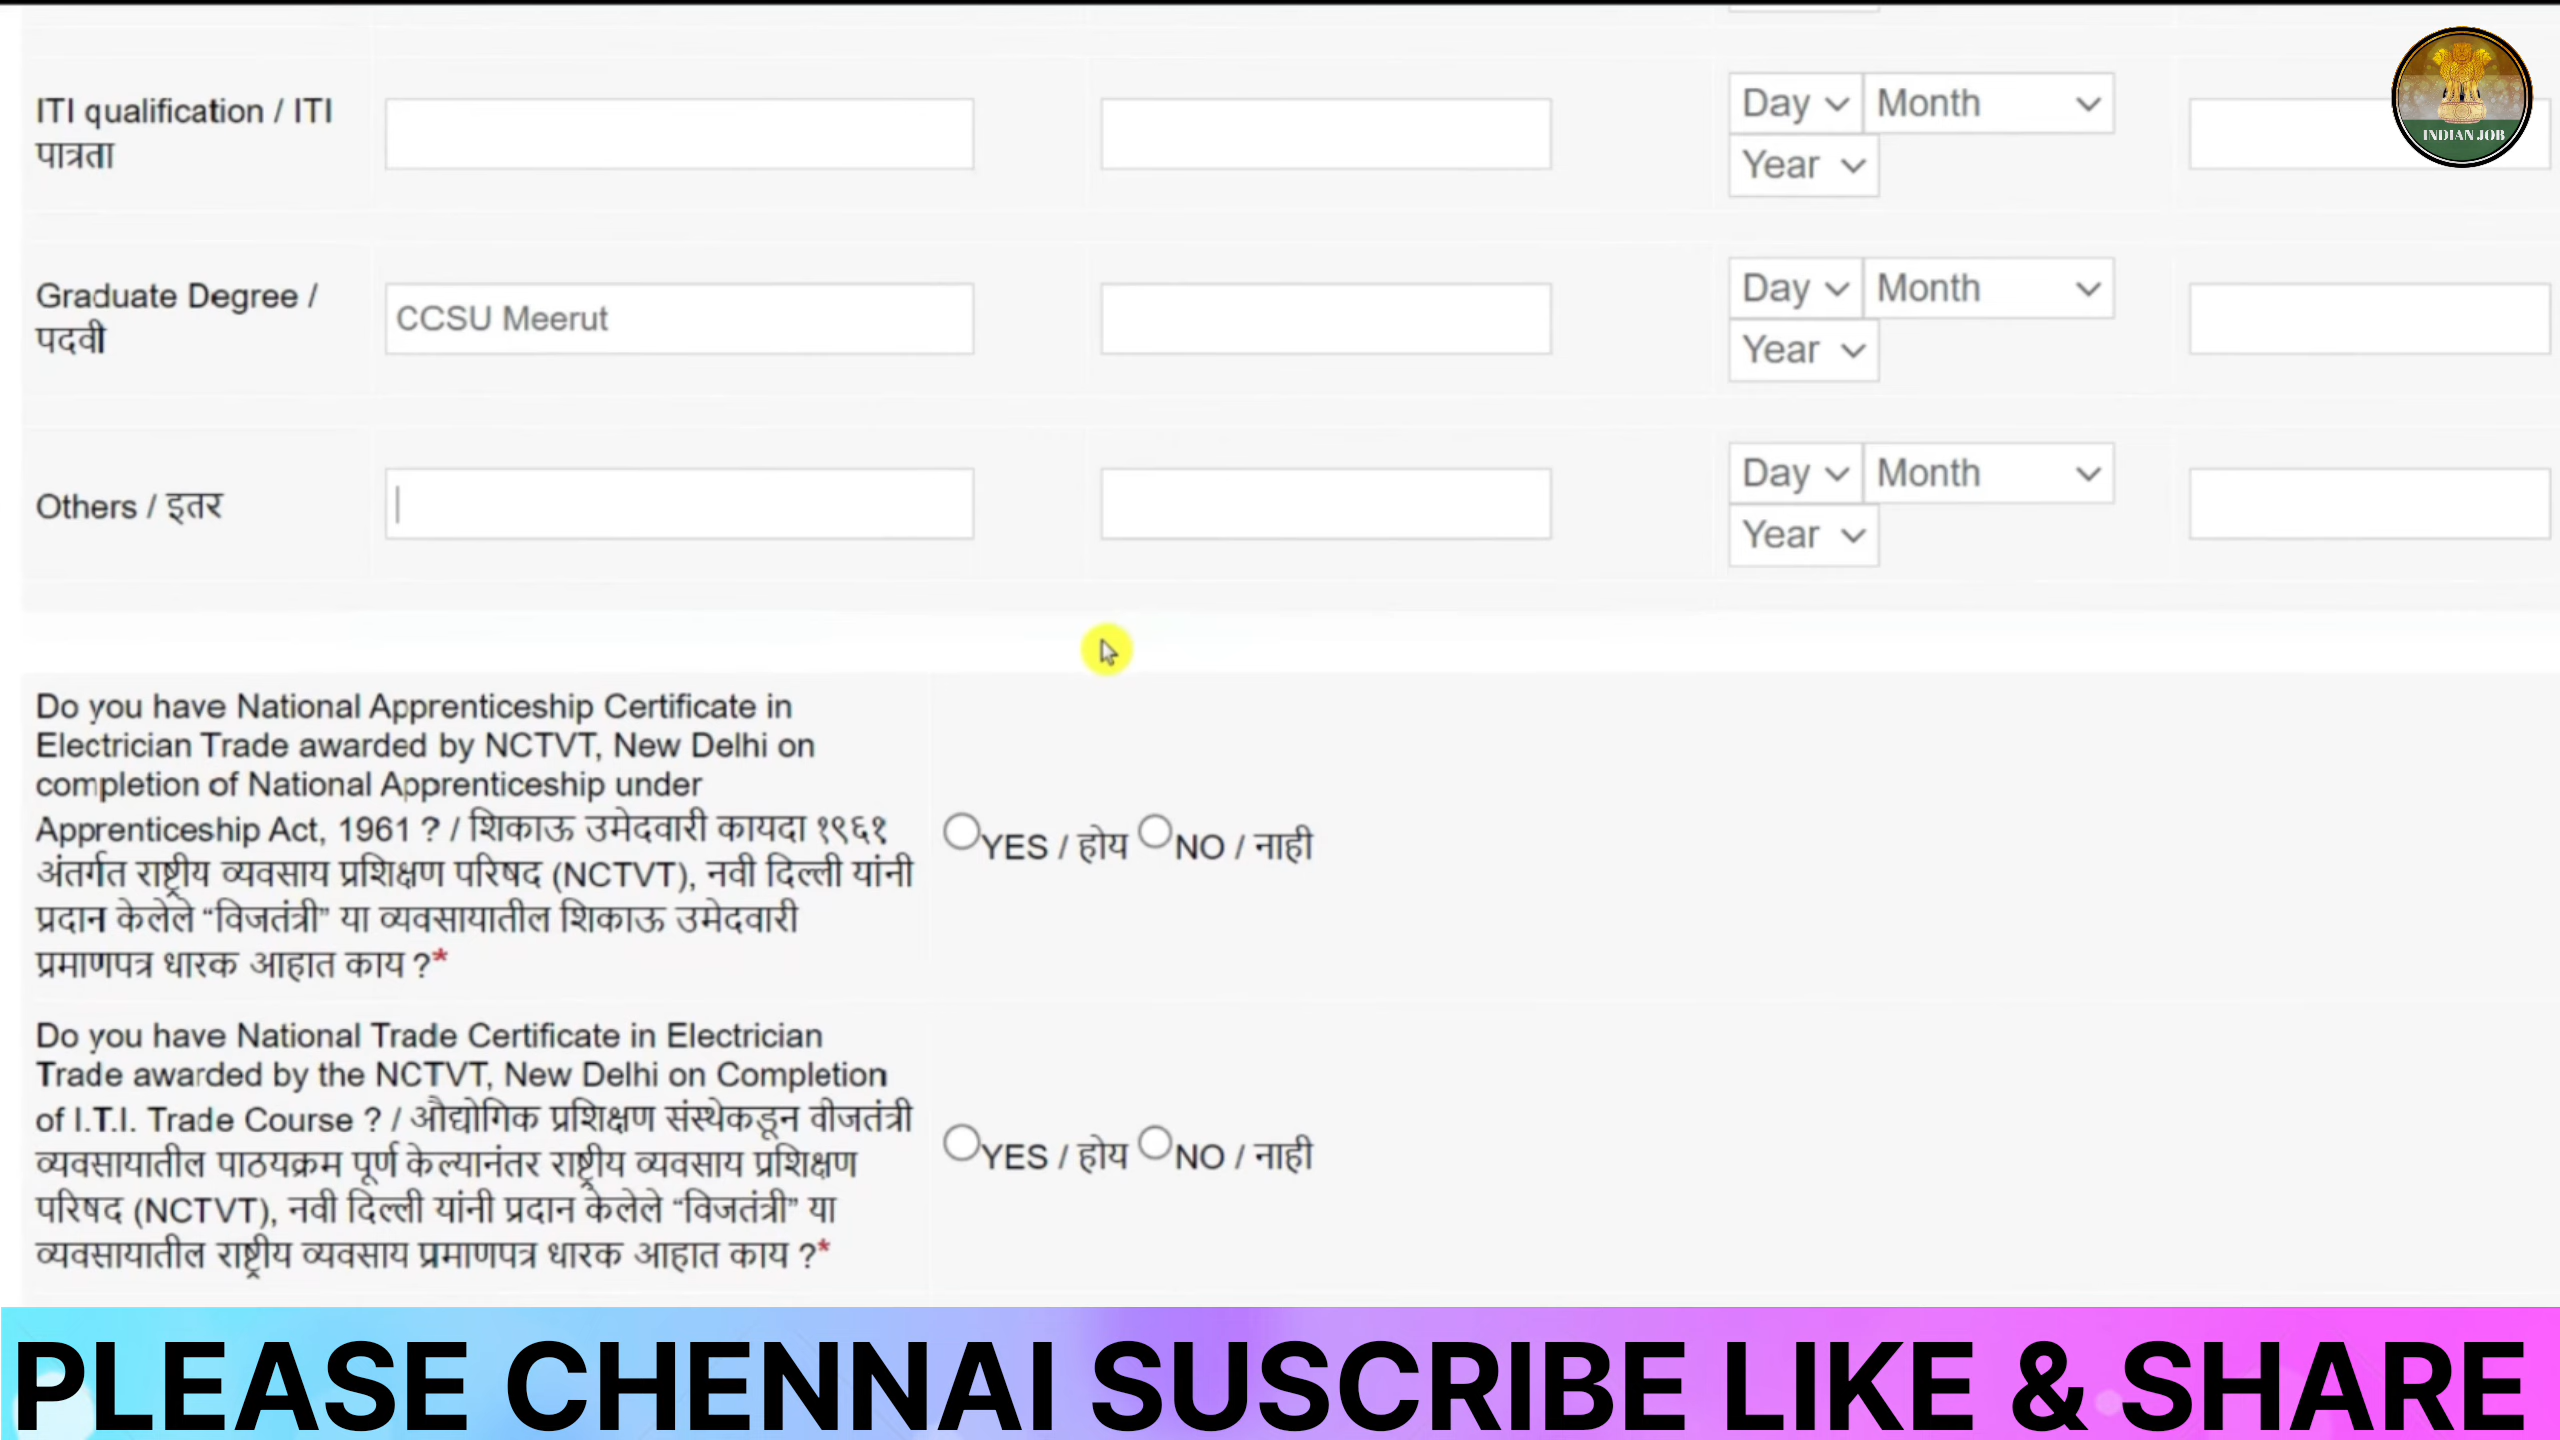 INDIAN JOB
ITI qualification / ITI
पात्रता
Day Month
Year
Graduate Degree /
पदवी
CCSU Meerut
Day Month
Year
Others / इतर
Day Month
Year
Do you have National Apprenticeship Certificate in
Electrician Trade awarded by NCTVT, New Delhi on
completion of National Apprenticeship under
Apprenticeship Act, 1961 ? / शिकाऊ उमेदवारी कायदा १९६१
अंतर्गत राष्ट्रीय व्यवसाय प्रशिक्षण परिषद (NCTVT), नवी दिल्ली यांनी
प्रदान केलेले “विजतंत्री” या व्यवसायातील शिकाऊ उमेदवारी
प्रमाणपत्र धारक आहात काय ?*
YES / होय NO / नाही
Do you have National Trade Certificate in Electrician
Trade awarded by the NCTVT, New Delhi on Completion
of I.T.I. Trade Course ? / औद्योगिक प्रशिक्षण संस्थेकडून वीजतंत्री
व्यवसायातील पाठयक्रम पूर्ण केल्यानंतर राष्ट्रीय व्यवसाय प्रशिक्षण
परिषद (NCTVT), नवी दिल्ली यांनी प्रदान केलेले “विजतंत्री” या
व्यवसायातील राष्ट्रीय व्यवसाय प्रमाणपत्र धारक आहात काय ?*
YES / होय NO / नाही
PLEASE CHENNAI SUSCRIBE LIKE & SHARE